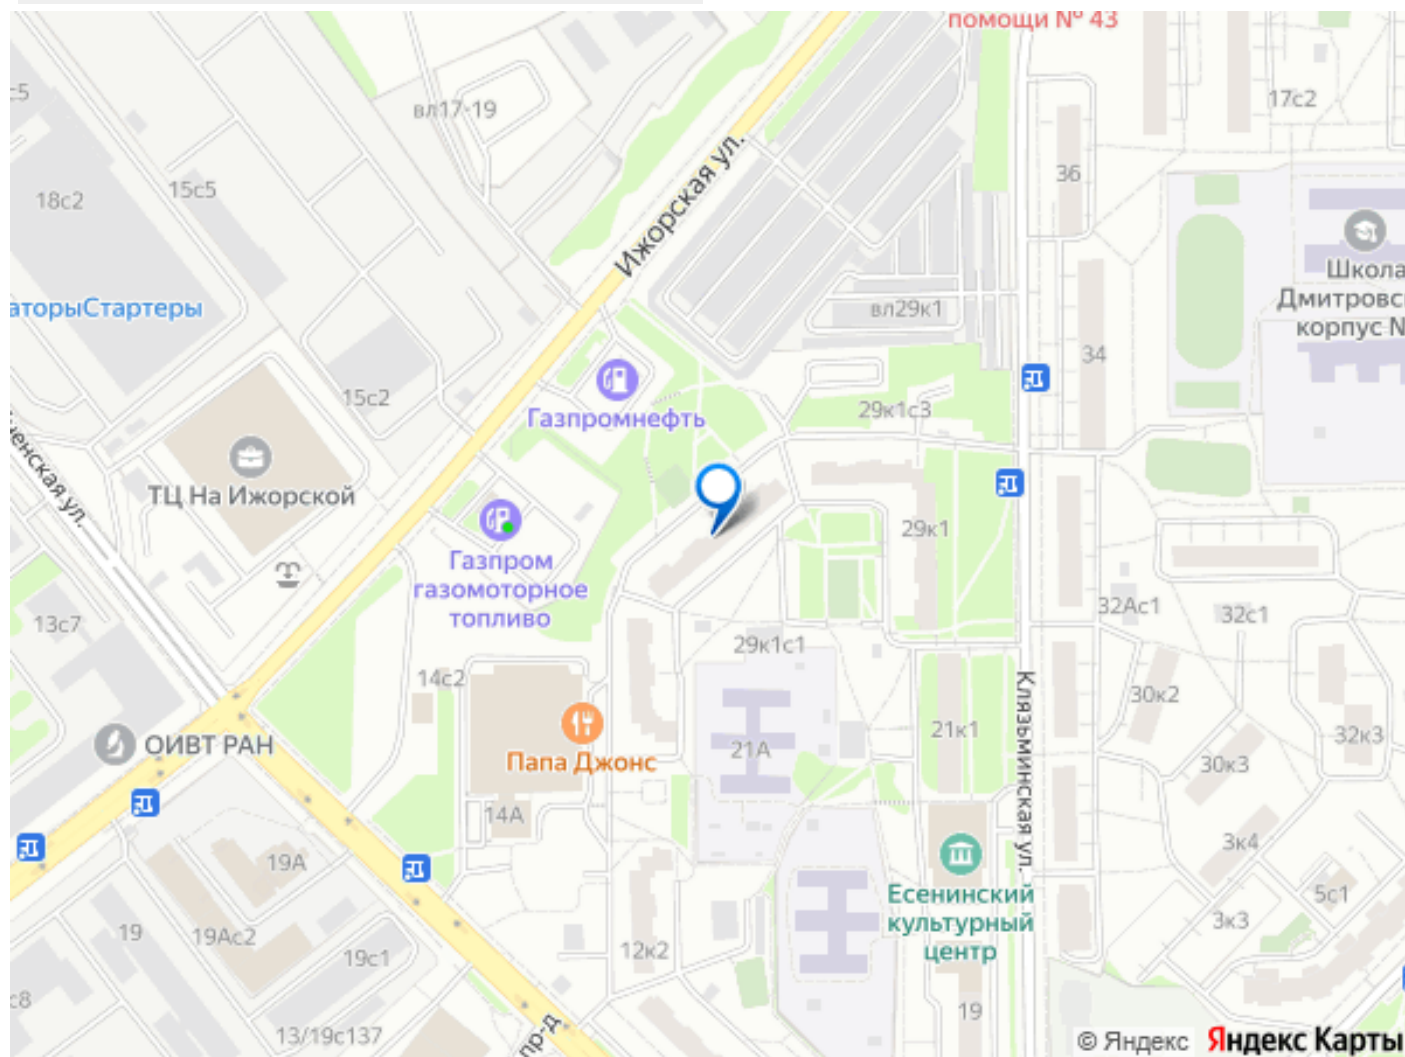 помощи № 43
вл17-19
17с2
15с5
18с2
36
Ижорская ул.
Школа
Дмитровс
корпус №
аторыСтартеры
вл29к1
34
15с2
Газпромнефть
29к1с3
ненская ул.
ТЦ На Ижорской
29к1
Газпром
газомоторное
топливо
13с7
32Ас1
32с1
29к1с1
14с2
30к2
Клязьминская ул.
ОИВТ РАН
21к1
32к3
21А
Папа Джонс
30к3
14А
3к4
19А
Есенинский
культурный
центр
5с1
3к3
19
19Ас2
12к2
19с1
19
13/19с137
пр-д
© Яндекс
Яндекс Карты